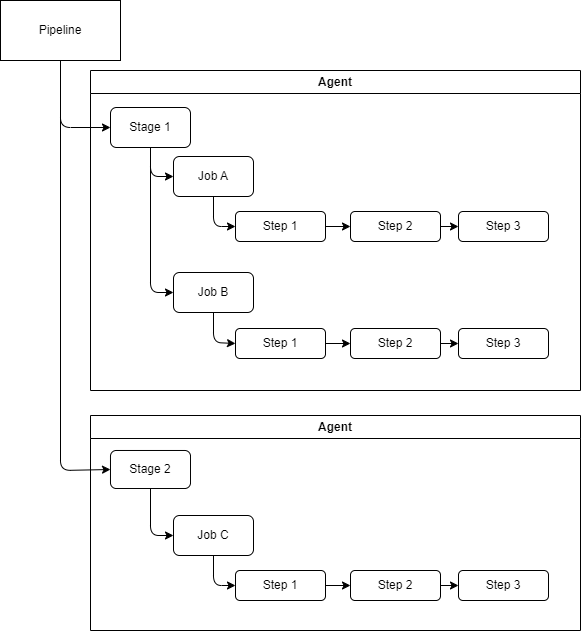 Pipeline
Agent
Stage 1
Job A
Step 1
Step 2
Step 3
Job B
Step 1
Step 2
Step 3
Agent
Stage 2
Job C
Step 1
Step 2
Step 3